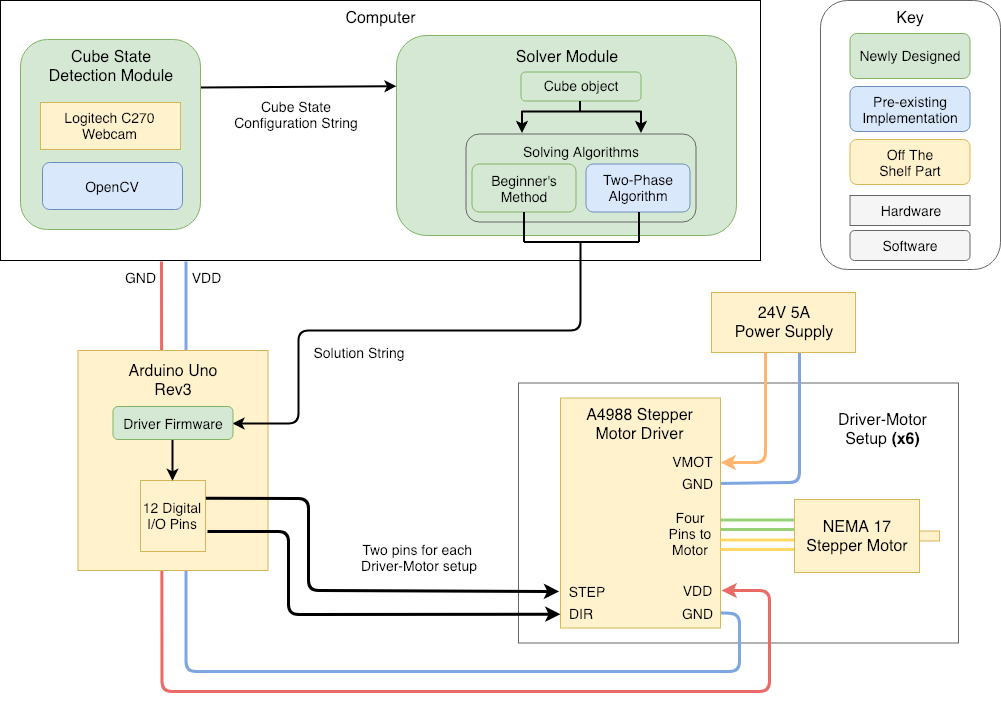 Computer
Cube State
Detection Module
Logitech C270
Webcam
OpenCV
Cube State
Configuration String
Solver Module
Cube object
Solving Algorithms
Beginner's
Method
Two-Phase
Algorithm
Key
Newly Designed
Pre-existing
Implementation
Off The
Shelf Part
Hardware
Software
GND
VDD
Solution String
Arduino Uno
Rev3
Driver Firmware
12 Digital
I/O Pins
Two pins for each
Driver-Motor setup
24V 5A
Power Supply
Driver-Motor
Setup (x6)
A4988 Stepper
Motor Driver
VMOT
GND
Four
Pins to
Motor
NEMA 17
Stepper Motor
STEP
VDD
DIR
GND